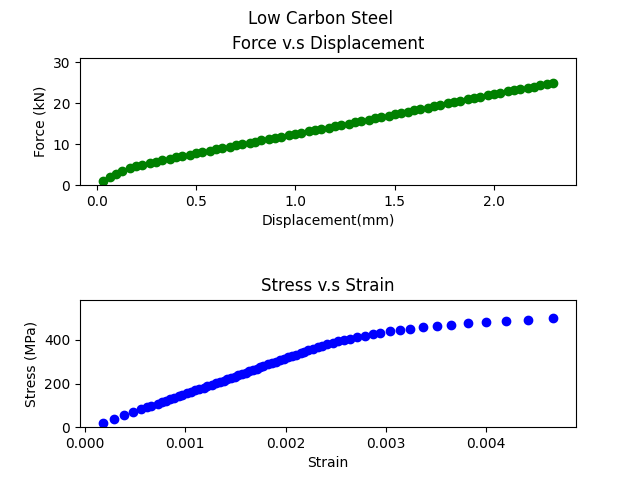 Low Carbon Steel
Force v.s Displacement
30
20
10
0
Force (kN)
0.0 0.5 1.0 1.5 2.0
Displacement(mm)
Stress v.s Strain
400
200
0
Stress (MPa)
0.000 0.001 0.002 0.003 0.004
Strain